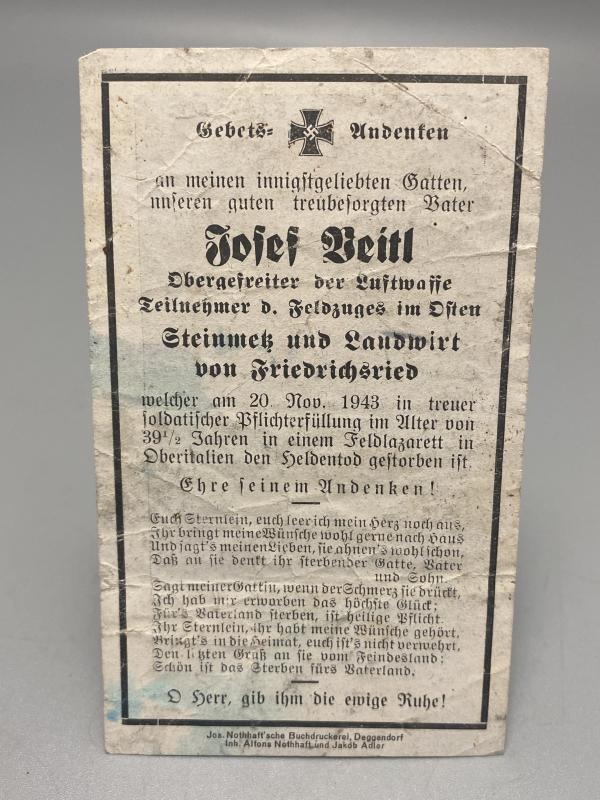 Gebets= Andenken
an meinen innigstgeliebten Gatten,
unseren guten treubesorgten Vater
Josef Beitl
Obergefreiter der Luftwaffe
Teilnehmer d. Feldzuges im Osten
Steinmetz und Landwirt
von Friedrichsried
welcher am 20. Nov. 1943 in treuer
soldatischer Pflichterfüllung im Alter von
39 1/2 Jahren in einem Feldlazarett in
Oberitalien den Heldentod gestorben ist.
Ehre seinem Andenken!
Euch Sternlein, euch leer ich mein Herz noch aus,
Ihr bringt meine Wünsche wohl gerne nach Haus
Und sagt's meinen Lieben, sie ahnen's wohl schon,
Daß an sie denkt ihr sterbender Gatte, Vater
und Sohn.
Sagt meiner Gattin, wenn der Schmerz sie drückt,
Ich hab mir erworben das höchste Glück;
Für's Vaterland sterben, ist heilige Pflicht.
Ihr Sternlein, ihr habt meine Wünsche gehört,
Bringt's in die Heimat, euch ist's nicht verwehrt,
Den letzten Gruß an sie vom Feindesland:
Schön ist das Sterben fürs Vaterland.
O Herr, gib ihm die ewige Ruhe!
Jos. Nothhaft'sche Buchdruckerei, Deggendorf
Inh. Alfons Nothhaft und Jakob Adler